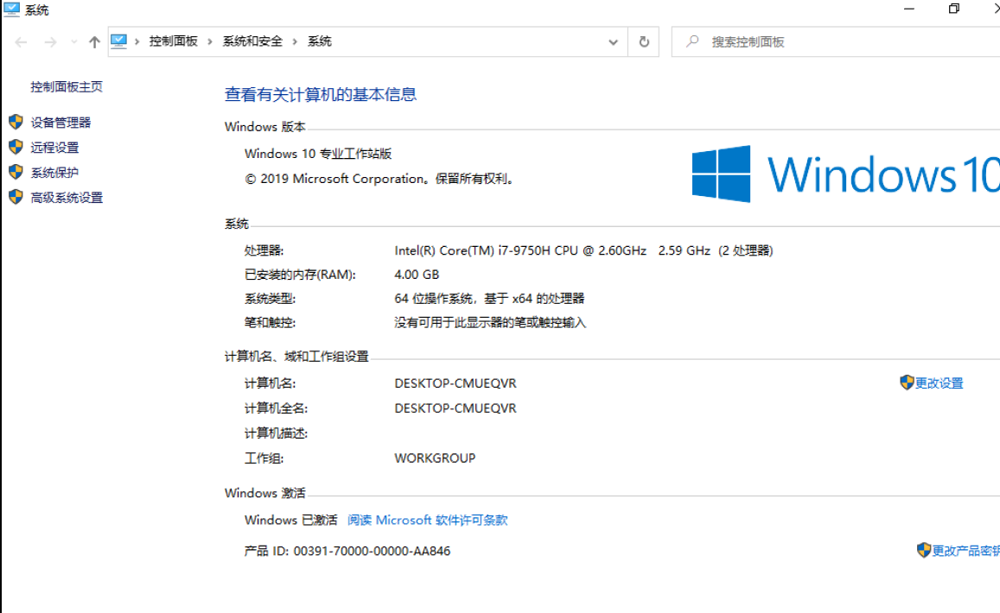 系统
控制面板 › 系统和安全 › 系统
搜索控制面板
控制面板主页
设备管理器
远程设置
系统保护
高级系统设置
查看有关计算机的基本信息
Windows 版本
Windows 10 专业工作站版
© 2019 Microsoft Corporation。保留所有权利。
Windows 10
系统
处理器: Intel(R) Core(TM) i7-9750H CPU @ 2.60GHz 2.59 GHz (2 处理器)
已安装的内存(RAM): 4.00 GB
系统类型: 64 位操作系统，基于 x64 的处理器
笔和触控: 没有可用于此显示器的笔或触控输入
计算机名、域和工作组设置
计算机名: DESKTOP-CMUEQVR 更改设置
计算机全名: DESKTOP-CMUEQVR
计算机描述:
工作组: WORKGROUP
Windows 激活
Windows 已激活 阅读 Microsoft 软件许可条款
产品 ID: 00391-70000-00000-AA846 更改产品密钥